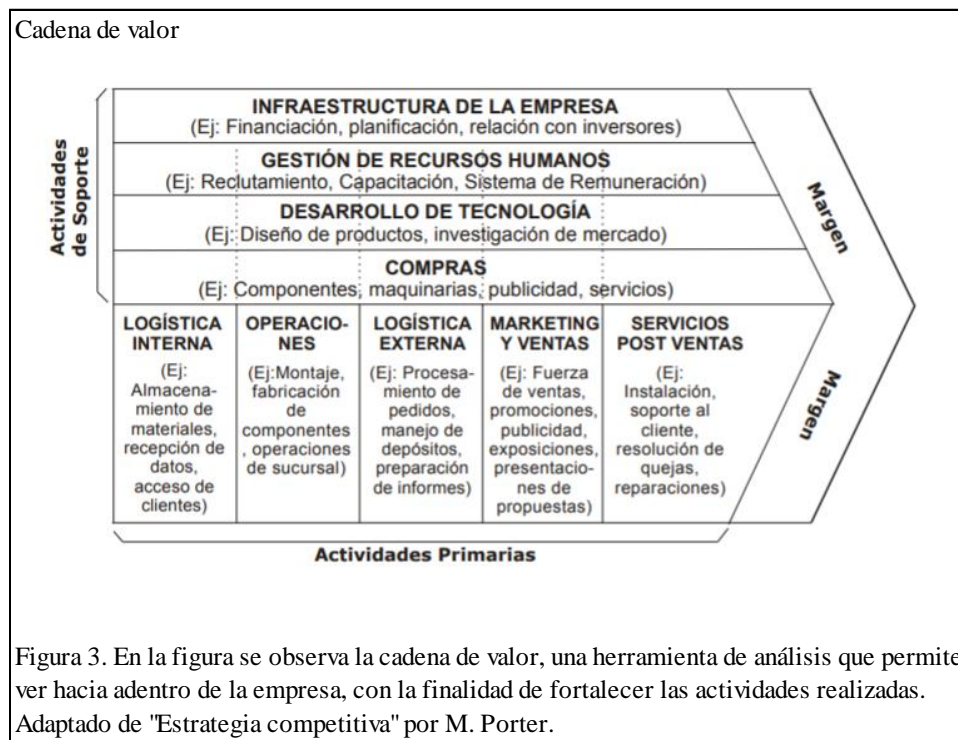 Cadena de valor
Actividades
de Soporte
INFRAESTRUCTURA DE LA EMPRESA
(Ej: Financiación, planificación, relación con inversores)
GESTIÓN DE RECURSOS HUMANOS
(Ej: Reclutamiento, Capacitación, Sistema de Remuneración)
DESARROLLO DE TECNOLOGÍA
(Ej: Diseño de productos, investigación de mercado)
COMPRAS
(Ej: Componentes, maquinarias, publicidad, servicios)
LOGÍSTICA
INTERNA
(Ej:
Almacena-
miento de
materiales,
recepción de
datos,
acceso de
clientes)
OPERACIO-
NES
(Ej:Montaje,
fabricación
de
componentes
, operaciones
de sucursal)
LOGÍSTICA
EXTERNA
(Ej: Procesa-
miento de
pedidos,
manejo de
depósitos,
preparación
de informes)
MARKETING
Y VENTAS
(Ej: Fuerza
de ventas,
promociones,
publicidad,
exposiciones,
presentacio-
nes de
propuestas)
SERVICIOS
POST VENTAS
(Ej:
Instalación,
soporte al
cliente,
resolución de
quejas,
reparaciones)
Margen
Margen
Actividades Primarias
Figura 3. En la figura se observa la cadena de valor, una herramienta de análisis que permite
ver hacia adentro de la empresa, con la finalidad de fortalecer las actividades realizadas.
Adaptado de "Estrategia competitiva" por M. Porter.